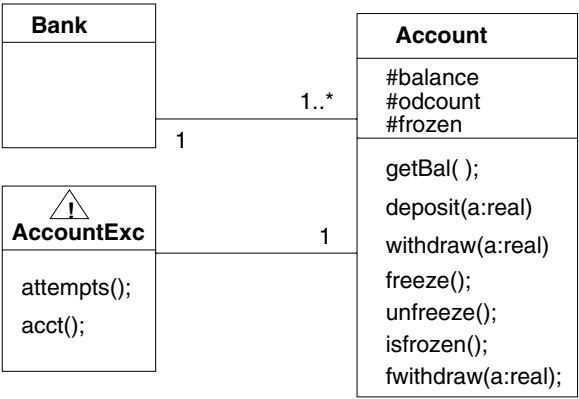 Bank
1..*
1
Account
#balance
#odcount
#frozen
getBal( );
deposit(a:real)
withdraw(a:real)
freeze();
unfreeze();
isfrozen();
fwithdraw(a:real);
!
AccountExc
attempts();
acct();
1